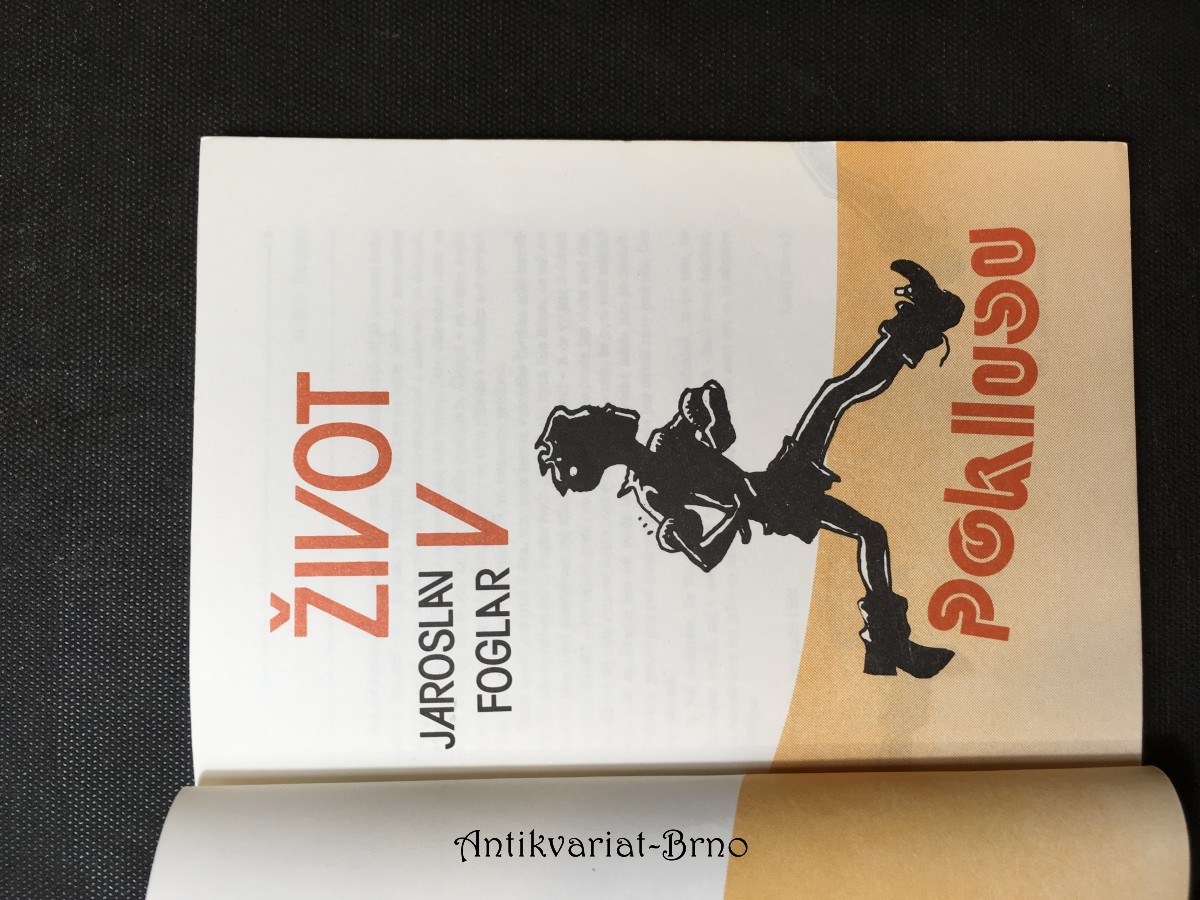 ŽIVOT
JAROSLAV
FOGLAR
V
poklusu
Antikvariat-Brno